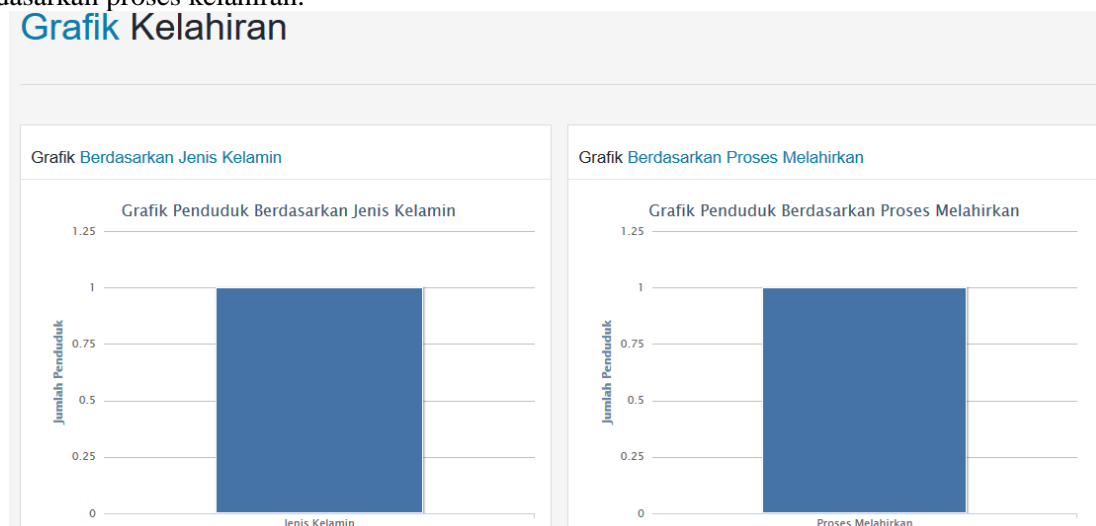 proses kelahiran.
Grafik Kelahiran
Grafik Berdasarkan Jenis Kelamin
Grafik Penduduk Berdasarkan Jenis Kelamin
1.25
1
0.75
0.5
0.25
0
Jumlah Penduduk
Jenis Kelamin
Grafik Berdasarkan Proses Melahirkan
Grafik Penduduk Berdasarkan Proses Melahirkan
1.25
1
0.75
0.5
0.25
0
Jumlah Penduduk
Proses Melahirkan